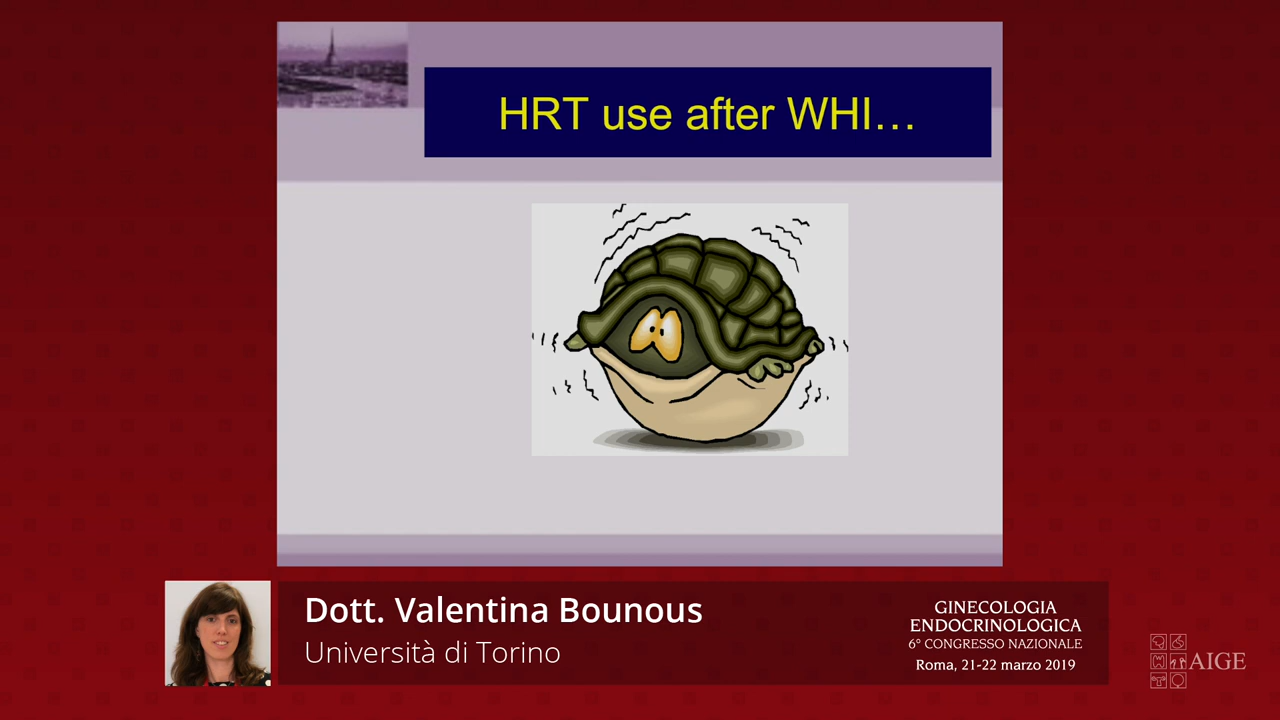 HRT use after WHI…
Dott. Valentina Bounous
Università di Torino
GINECOLOGIA
ENDOCRINOLOGICA
6° CONGRESSO NAZIONALE
Roma, 21-22 marzo 2019
AIGE